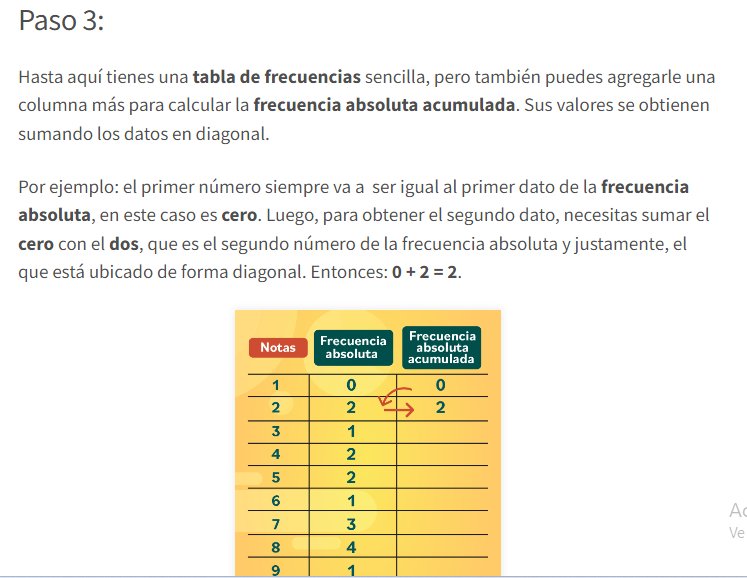 Paso 3:
Hasta aquí tienes una tabla de frecuencias sencilla, pero también puedes agregarle una
columna más para calcular la frecuencia absoluta acumulada. Sus valores se obtienen
sumando los datos en diagonal.
Por ejemplo: el primer número siempre va a ser igual al primer dato de la frecuencia
absoluta, en este caso es cero. Luego, para obtener el segundo dato, necesitas sumar el
cero con el dos, que es el segundo número de la frecuencia absoluta y justamente, el
que está ubicado de forma diagonal. Entonces: 0 + 2 = 2.
Notas
Frecuencia
absoluta
Frecuencia
absoluta
acumulada
1 0 0
2 2 2
3 1
4 2
5 2
6 1
7 3
8 4
9 1